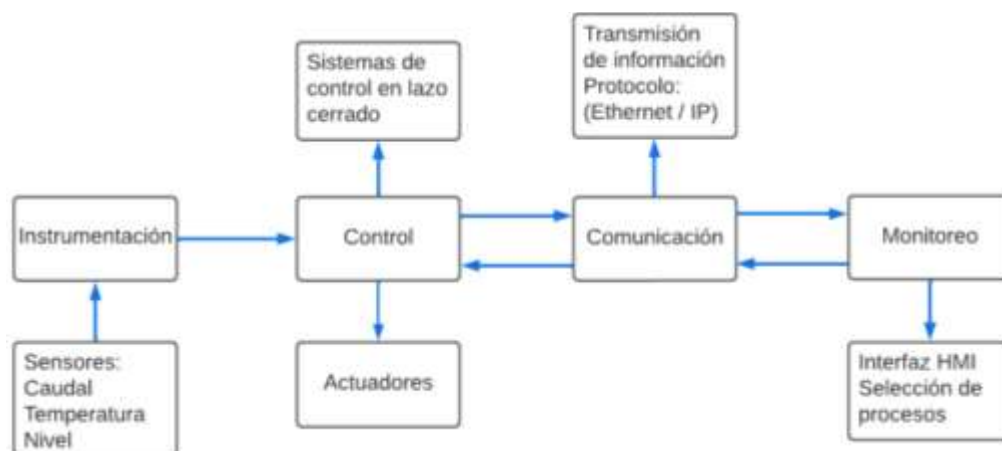 Sistemas de
control en lazo
cerrado
Transmisión
de información
Protocolo:
(Ethernet / IP)
Instrumentación
Control
Comunicación
Monitoreo
Sensores:
Caudal
Temperatura
Nivel
Actuadores
Interfaz HMI
Selección de
procesos